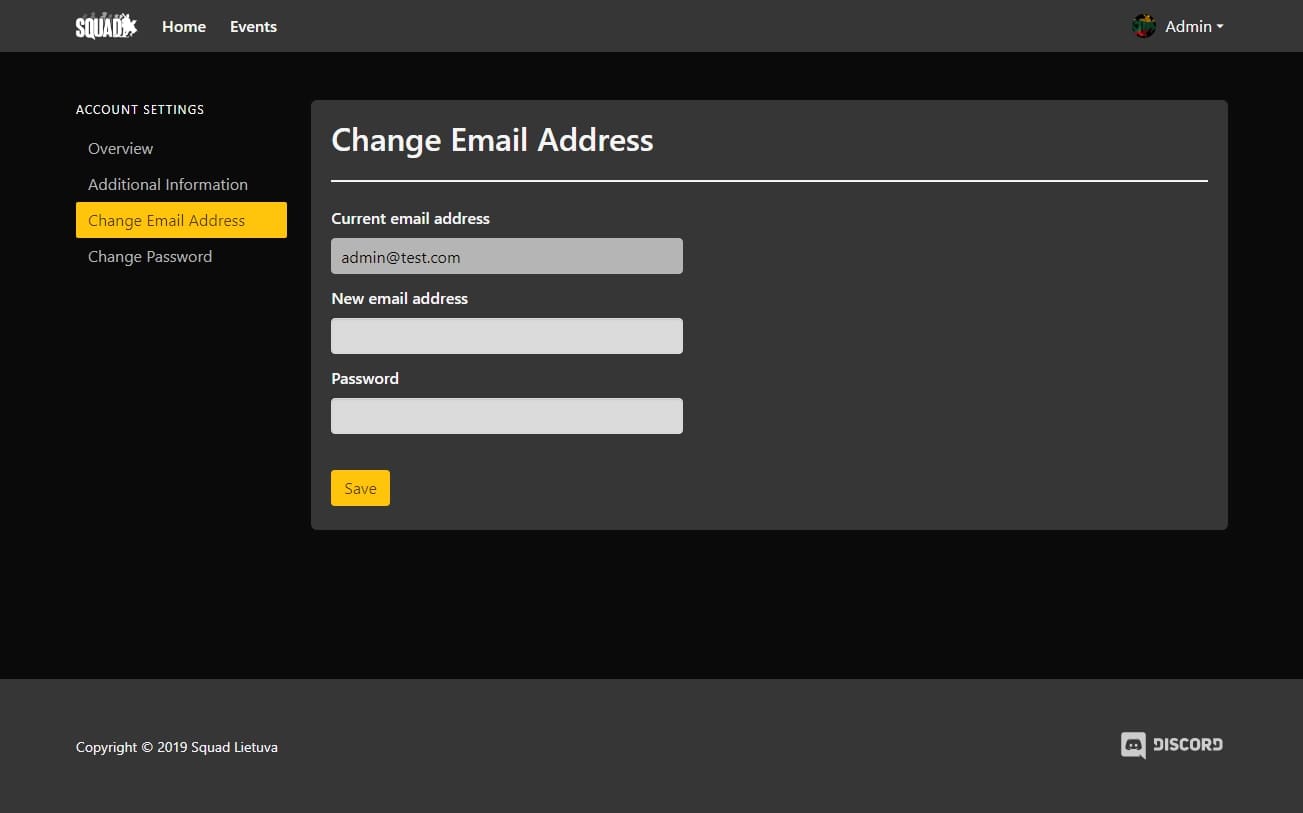 SQUAD
Home
Events
Admin
ACCOUNT SETTINGS
Overview
Additional Information
Change Email Address
Change Password
Change Email Address
Current email address
admin@test.com
New email address
Password
Save
Copyright © 2019 Squad Lietuva
DISCORD